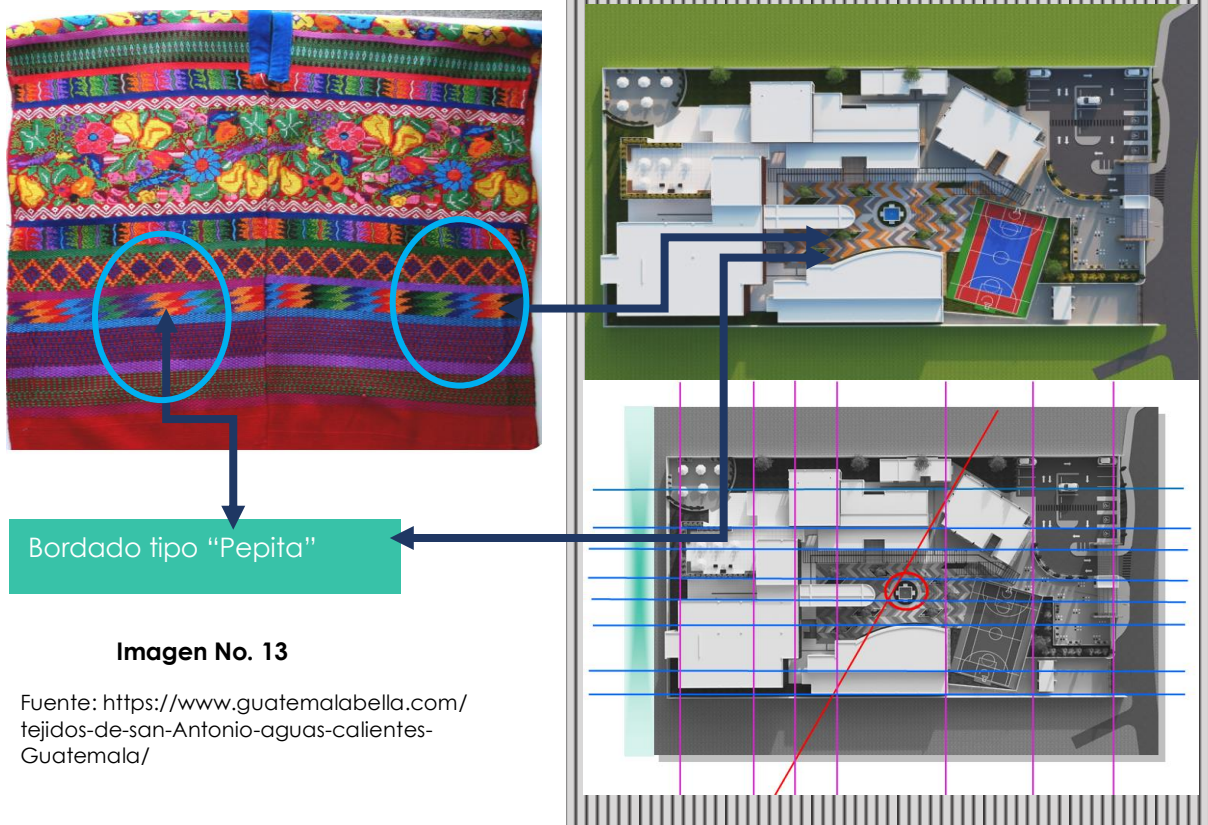 Bordado tipo “Pepita”
Imagen No. 13
Fuente: https://www.guatemalabella.com/
tejidos-de-san-Antonio-aguas-calientes-
Guatemala/